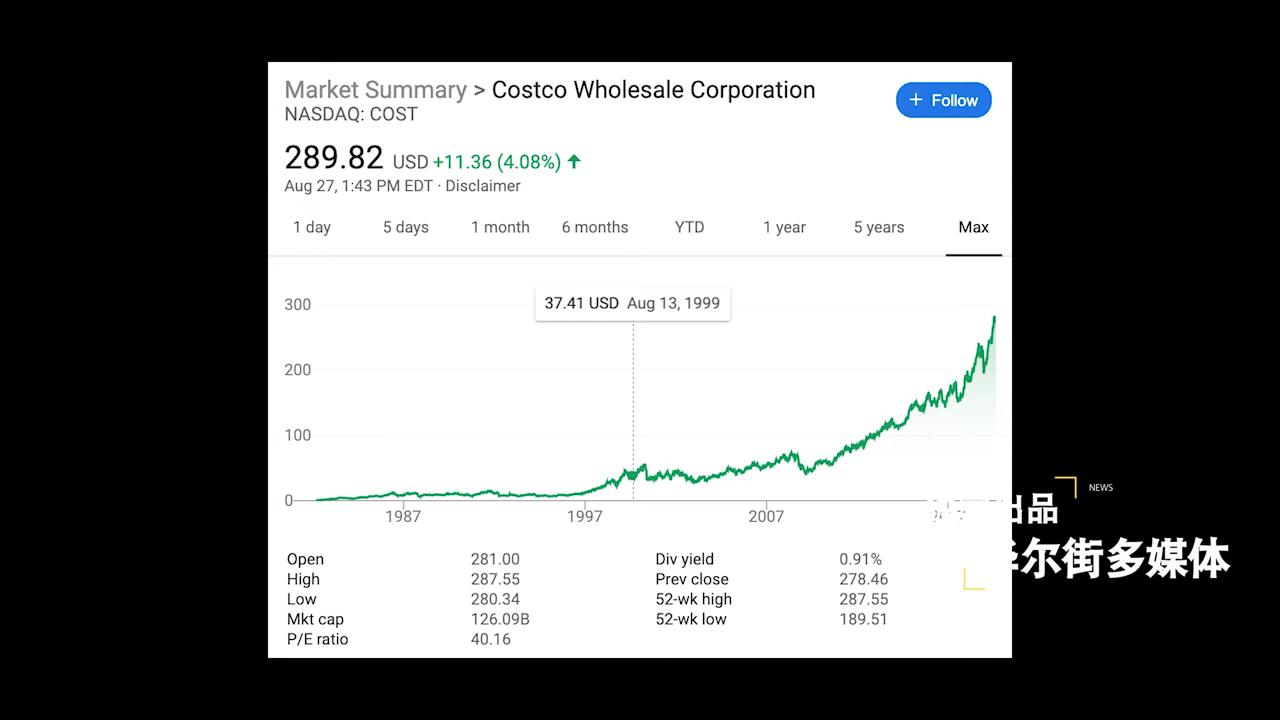 Market Summary > Costco Wholesale Corporation
NASDAQ: COST
+ Follow
289.82 USD +11.36 (4.08%) ↑
Aug 27, 1:43 PM EDT · Disclaimer
1 day 5 days 1 month 6 months YTD 1 year 5 years Max
37.41 USD Aug 13, 1999
300
200
100
0
1987 1997 2007
NEWS
出品
尔街多媒体
Open 281.00 Div yield 0.91%
High 287.55 Prev close 278.46
Low 280.34 52-wk high 287.55
Mkt cap 126.09B 52-wk low 189.51
P/E ratio 40.16